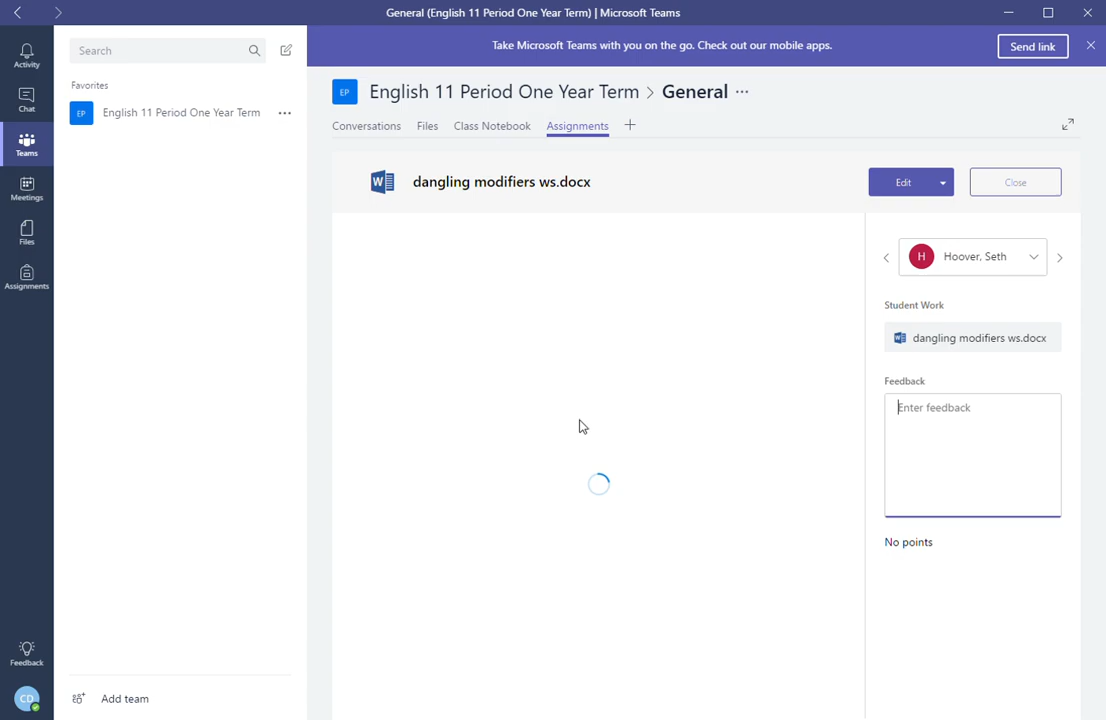 General (English 11 Period One Year Term) | Microsoft Teams
Take Microsoft Teams with you on the go. Check out our mobile apps.
Send link
Activity
Chat
Teams
Meetings
Files
Assignments
Feedback
CD
Search
Favorites
EP English 11 Period One Year Term ...
Add team
EP English 11 Period One Year Term > General ...
Conversations Files Class Notebook Assignments +
dangling modifiers ws.docx
Edit Close
H Hoover, Seth
Student Work
dangling modifiers ws.docx
Feedback
Enter feedback
No points